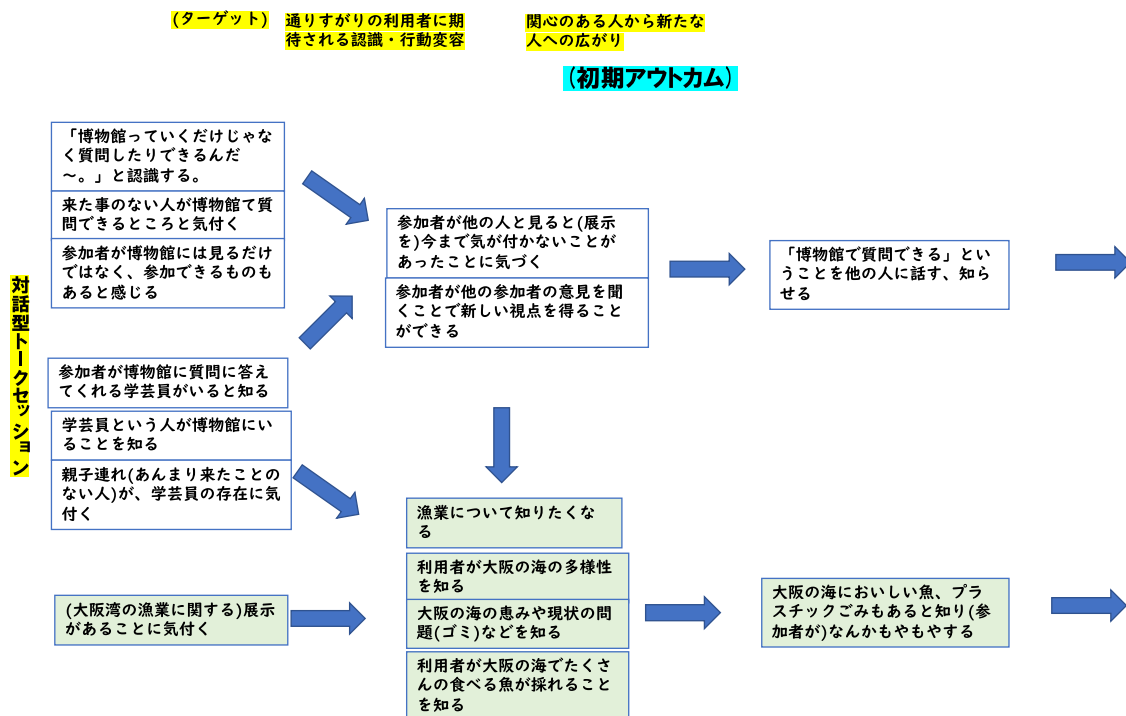 (ターゲット)
通りすがりの利用者に期
待される認識・行動変容
関心のある人から新たな
人への広がり
(初期アウトカム)
対話型トークセッション
「博物館っていくだけじゃな
く質問したりできるんだ
~。」と認識する。
来た事のない人が博物館て質
問できるところと気付く
参加者が博物館には見るだけ
ではなく、参加できるものも
あると感じる
参加者が博物館に質問に答え
てくれる学芸員がいると知る
学芸員という人が博物館にい
ることを知る
親子連れ(あんまり来たことの
ない人)が、学芸員の存在に気
付く
(大阪湾の漁業に関する)展示
があることに気付く
参加者が他の人と見ると(展示
を)今まで気が付かないことが
あったことに気づく
参加者が他の参加者の意見を聞
くことで新しい視点を得ること
ができる
漁業について知りたくな
る
利用者が大阪の海の多様性
を知る
大阪の海の恵みや現状の問
題(ゴミ)などを知る
利用者が大阪の海でたくさ
んの食べる魚が採れること
を知る
「博物館で質問できる」とい
うことを他の人に話す、知ら
せる
大阪の海においしい魚、プラ
スチックごみもあると知り(参
加者が)なんかもやもやする